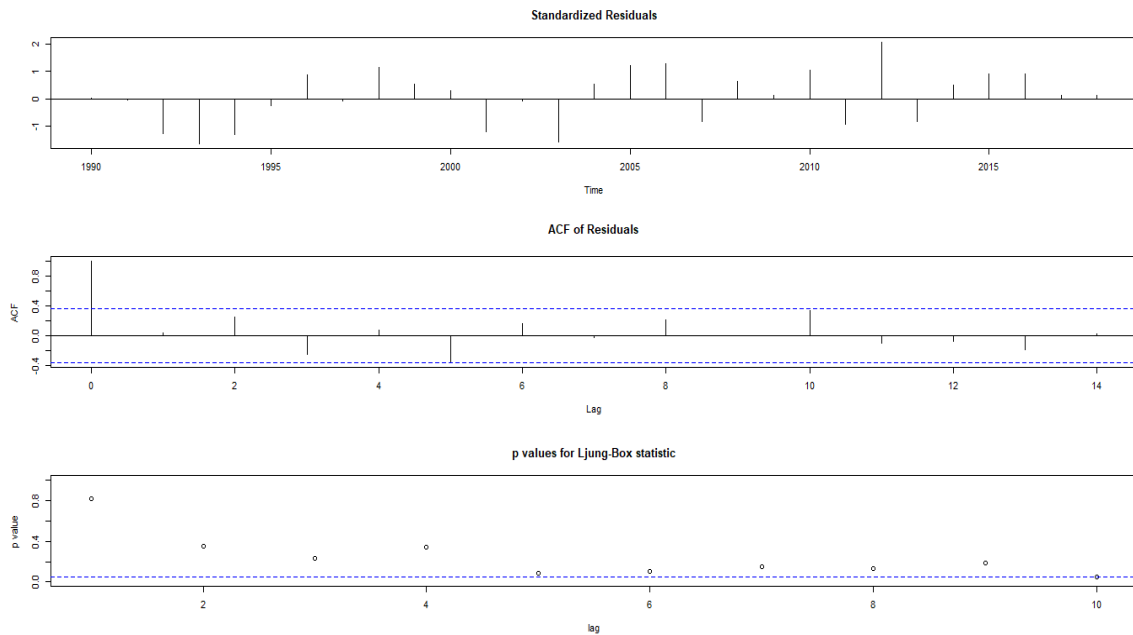 Standardized Residuals
2
1
0
-1
1990 1995 2000 2005 2010 2015
Time
ACF of Residuals
ACF
0.8
0.4
0.0
-0.4
0 2 4 6 8 10 12 14
Lag
p values for Ljung-Box statistic
p value
0.8
0.4
0.0
2 4 6 8 10
lag